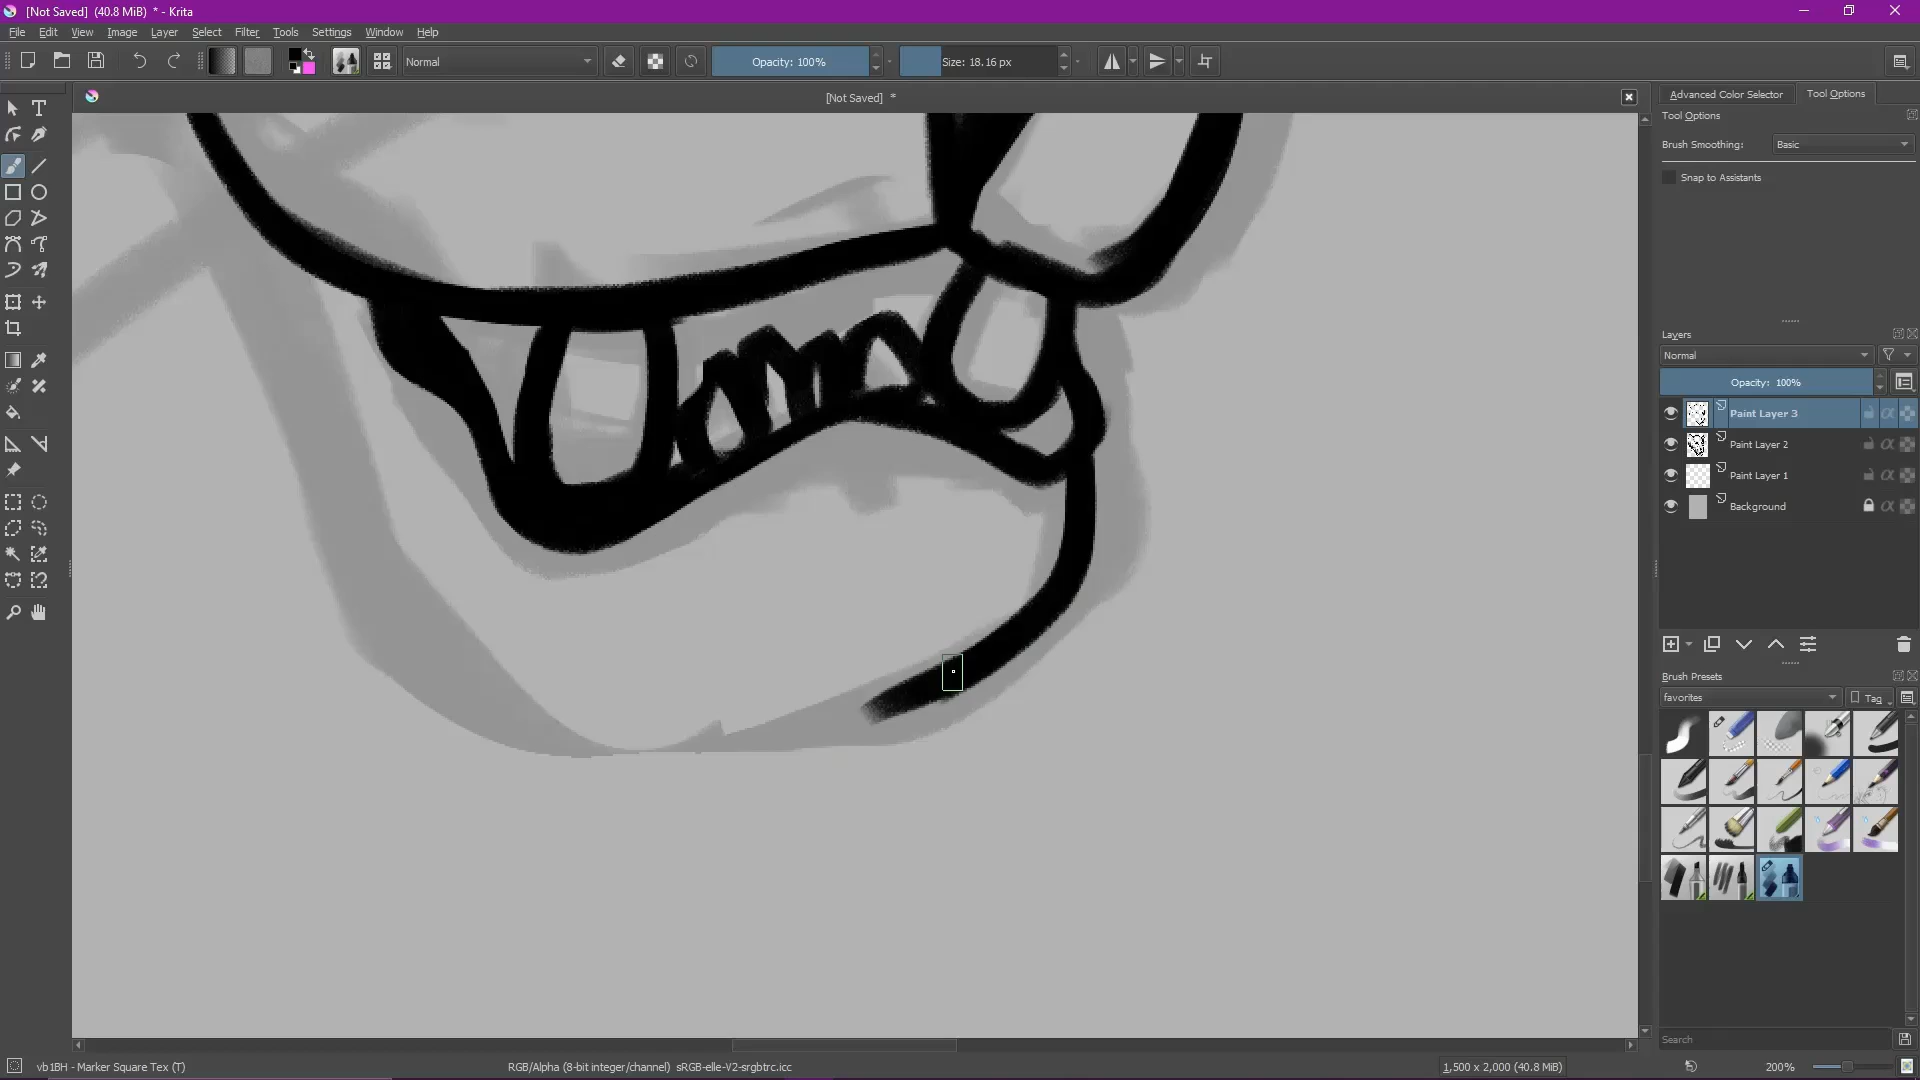 [Not Saved]  (40.8 MiB)  * - Krita
File Edit View Image Layer Select Filter Tools Settings Window Help
Normal
Opacity: 100%
Size: 18.16 px
[Not Saved]  *
Advanced Color Selector
Tool Options
Tool Options
Brush Smoothing:
Basic
Snap to Assistants
Layers
Normal
Opacity:  100%
Paint Layer 3
Paint Layer 2
Paint Layer 1
Background
Brush Presets
favorites
Tag
Search
vb1BH - Marker Square Tex (T)
RGB/Alpha (8-bit integer/channel)  sRGB-elle-V2-srgbtrc.icc
1,500 x 2,000 (40.8 MiB)
200%